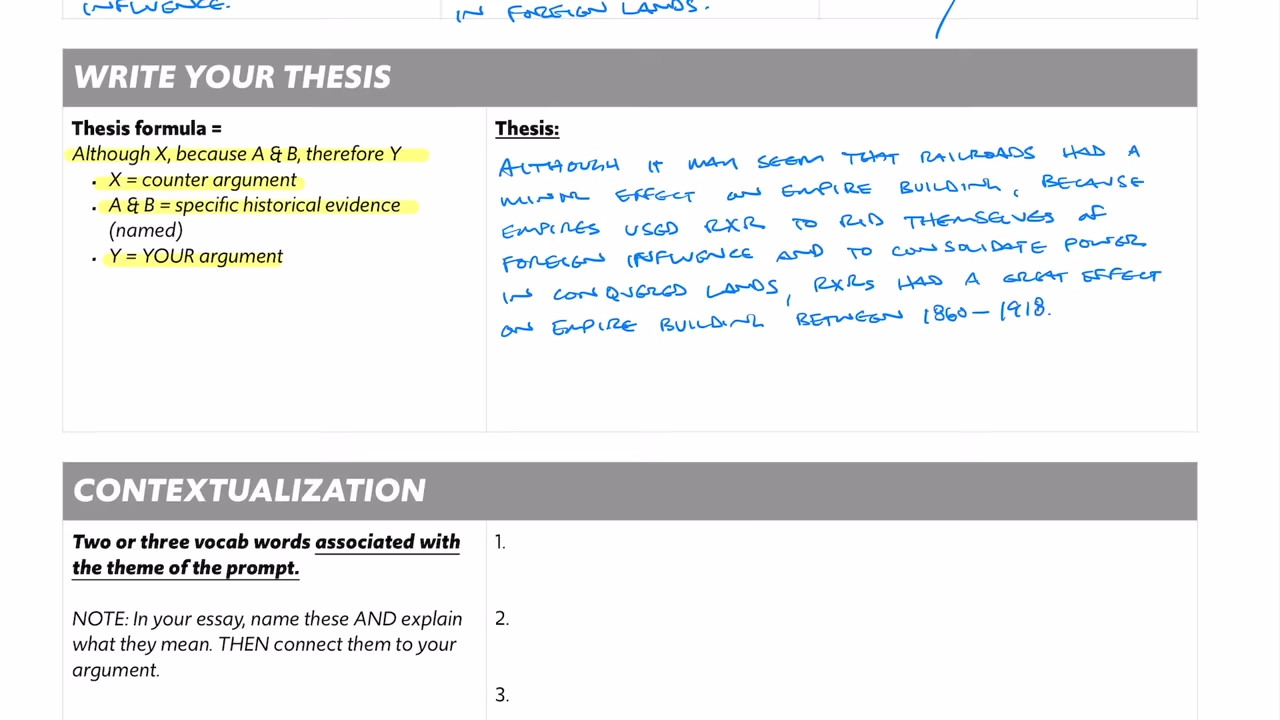 INFLUENCE.
IN FOREIGN LANDS.
WRITE YOUR THESIS
Thesis formula =
Although X, because A & B, therefore Y
• X = counter argument
• A & B = specific historical evidence
(named)
• Y = YOUR argument
Thesis:
ALTHOUGH IT MAY SEEM THAT RAILROADS HAD A
MINOR EFFECT ON EMPIRE BUILDING, BECAUSE
EMPIRES USED RXR TO RID THEMSELVES OF
FOREIGN INFLUENCE AND TO CONSOLIDATE POWER
IN CONQUERED LANDS, RXRS HAD A GREAT EFFECT
ON EMPIRE BUILDING BETWEEN 1860-1918.
CONTEXTUALIZATION
Two or three vocab words associated with
the theme of the prompt.
NOTE: In your essay, name these AND explain
what they mean. THEN connect them to your
argument.
1.
2.
3.